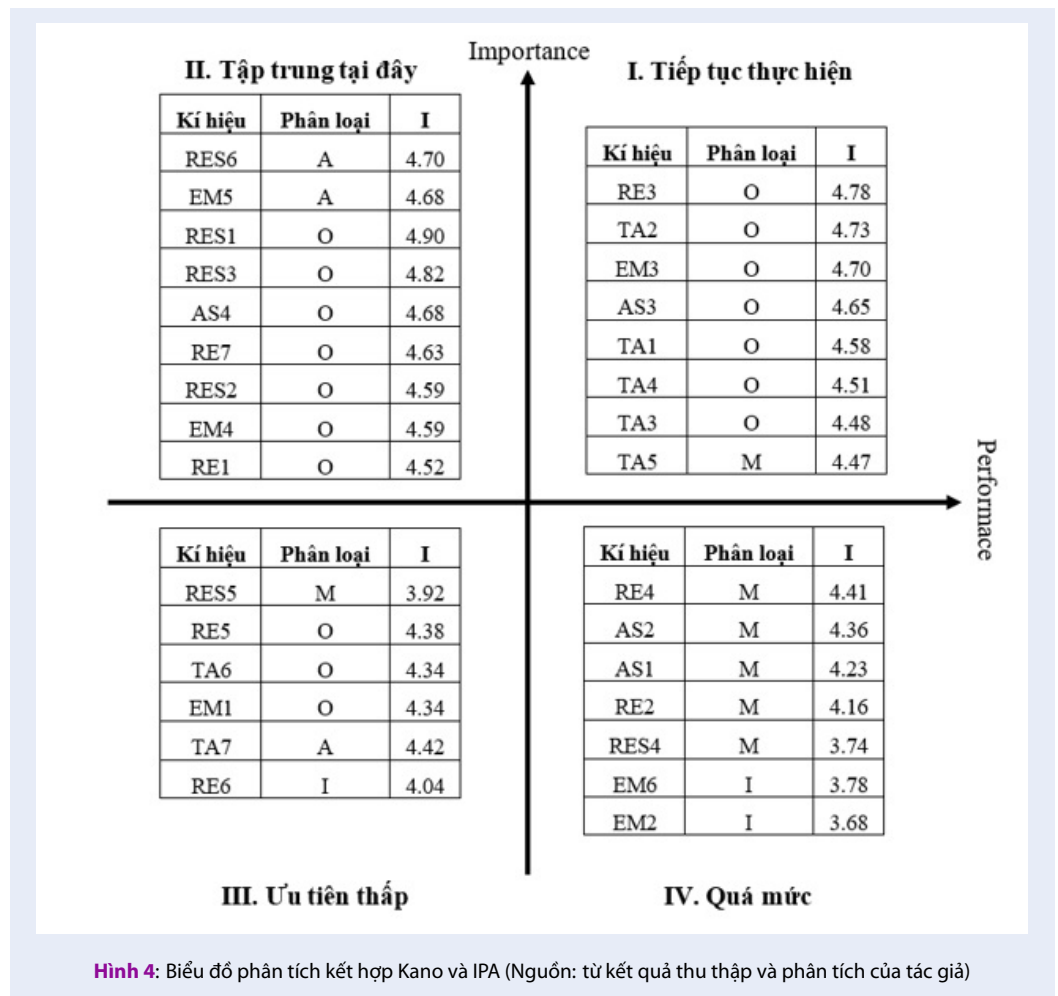 Importance
II. Tập trung tại đây
Kí hiệu Phân loại I
RES6 A 4.70
EM5 A 4.68
RES1 O 4.90
RES3 O 4.82
AS4 O 4.68
RE7 O 4.63
RES2 O 4.59
EM4 O 4.59
RE1 O 4.52
I. Tiếp tục thực hiện
Kí hiệu Phân loại I
RE3 O 4.78
TA2 O 4.73
EM3 O 4.70
AS3 O 4.65
TA1 O 4.58
TA4 O 4.51
TA3 O 4.48
TA5 M 4.47
Performace
Kí hiệu Phân loại I
RES5 M 3.92
RE5 O 4.38
TA6 O 4.34
EM1 O 4.34
TA7 A 4.42
RE6 I 4.04
III. Ưu tiên thấp
Kí hiệu Phân loại I
RE4 M 4.41
AS2 M 4.36
AS1 M 4.23
RE2 M 4.16
RES4 M 3.74
EM6 I 3.78
EM2 I 3.68
IV. Quá mức
Hình 4: Biểu đồ phân tích kết hợp Kano và IPA (Nguồn: từ kết quả thu thập và phân tích của tác giả)